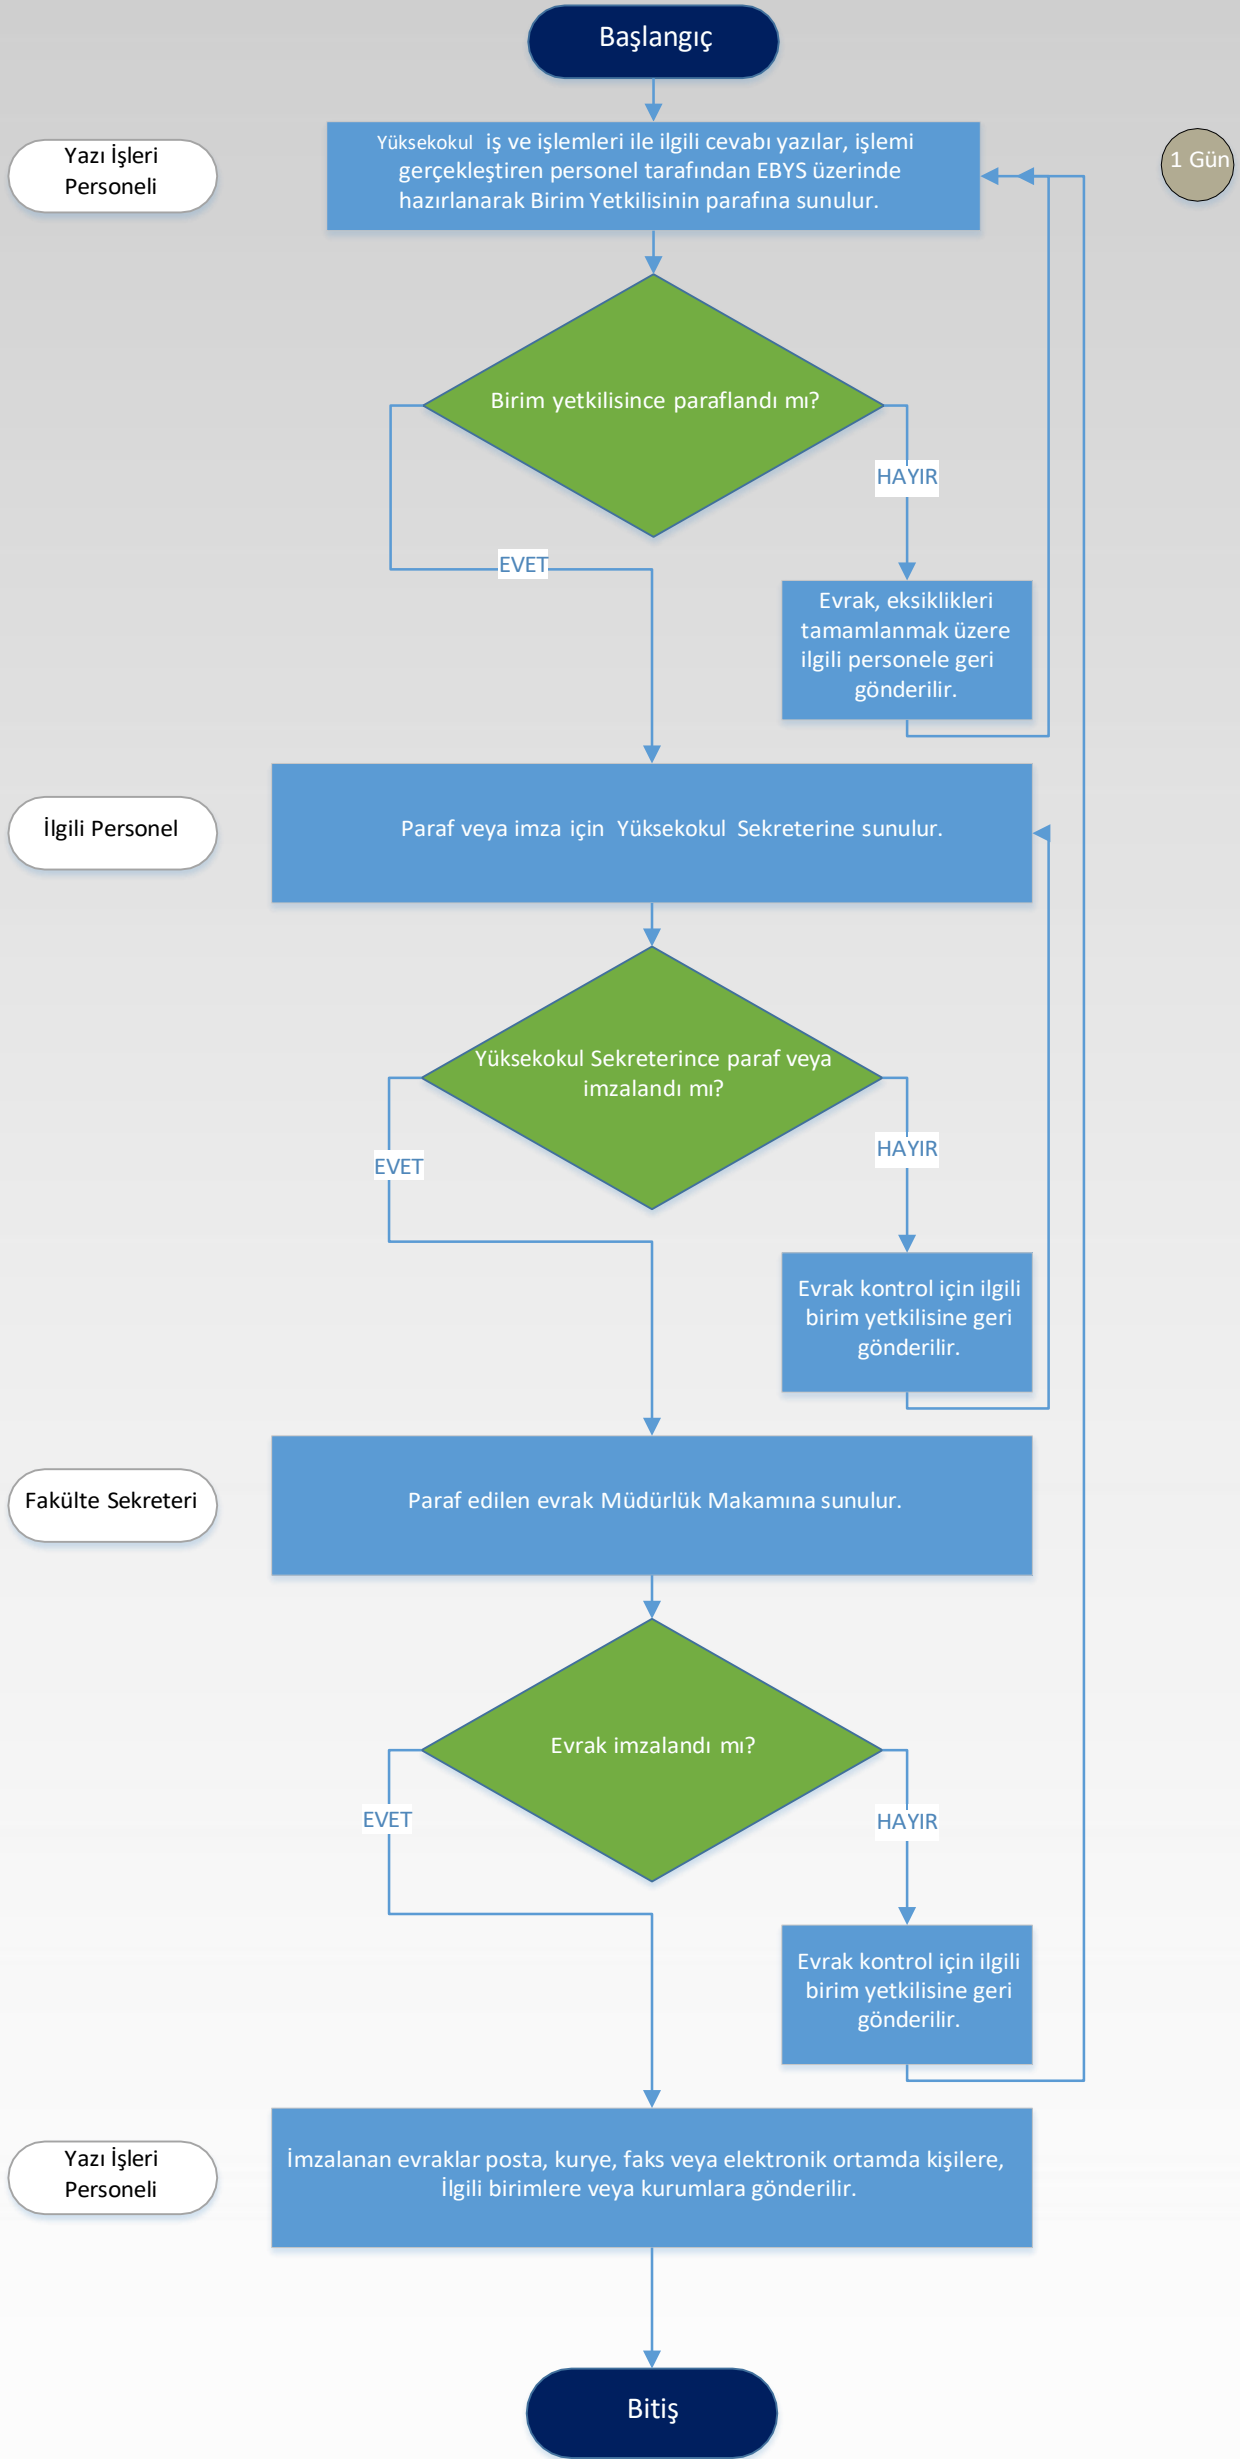 Başlangıç
Yazı İşleri
Personeli
Yüksekokul iş ve işlemleri ile ilgili cevabı yazılar, işlemi
gerçekleştiren personel tarafından EBYS üzerinde
hazırlanarak Birim Yetkilisinin parafına sunulur.
1 Gün
Birim yetkilisince paraflandı mı?
HAYIR
EVET
Evrak, eksiklikleri
tamamlanmak üzere
ilgili personele geri
gönderilir.
İlgili Personel
Paraf veya imza için Yüksekokul Sekreterine sunulur.
Yüksekokul Sekreterince paraf veya
imzalandı mı?
EVET
HAYIR
Evrak kontrol için ilgili
birim yetkilisine geri
gönderilir.
Fakülte Sekreteri
Paraf edilen evrak Müdürlük Makamına sunulur.
Evrak imzalandı mı?
EVET
HAYIR
Evrak kontrol için ilgili
birim yetkilisine geri
gönderilir.
Yazı İşleri
Personeli
İmzalanan evraklar posta, kurye, faks veya elektronik ortamda kişilere,
İlgili birimlere veya kurumlara gönderilir.
Bitiş